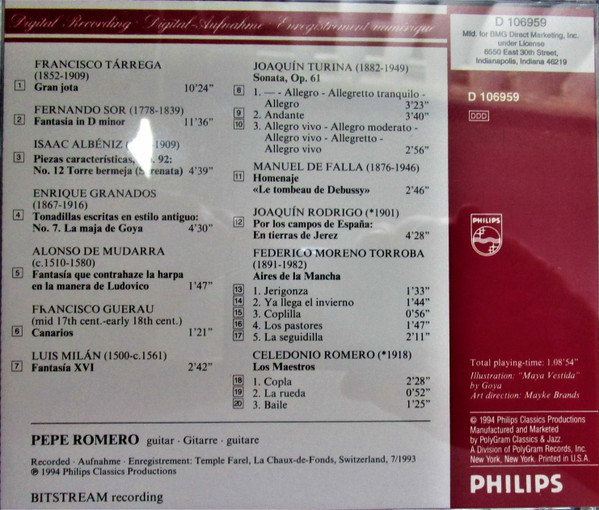 Digital Recording · Digital-Aufnahme · Enregistrement numérique
FRANCISCO TÁRREGA
(1852-1909)
1 Gran jota 10'24"
FERNANDO SOR (1778-1839)
2 Fantasía in D minor 11'36"
ISAAC ALBÉNIZ -1909)
3 Piezas características, 92:
No. 12 Torre bermeja (Serenata) 4'39"
ENRIQUE GRANADOS
(1867-1916)
4 Tonadillas escritas en estilo antiguo:
No. 7. La maja de Goya 4'30"
ALONSO DE MUDARRA
(c.1510-1580)
5 Fantasía que contrahaze la harpa
en la manera de Ludovico 1'47"
FRANCISCO GUERAU
(mid 17th cent.-early 18th cent.)
6 Canarios 1'21"
LUIS MILÁN (1500-c.1561)
7 Fantasía XVI 2'42"
JOAQUÍN TURINA (1882-1949)
Sonata, Op. 61
8 1. — - Allegro - Allegretto tranquilo -
Allegro 3'23"
9 2. Andante 3'40"
10 3. Allegro vivo - Allegro moderato -
Allegro vivo - Allegretto -
Allegro vivo 2'56"
MANUEL DE FALLA (1876-1946)
11 Homenaje
«Le tombeau de Debussy» 2'46"
JOAQUÍN RODRIGO (*1901)
12 Por los campos de España:
En tierras de Jerez 4'28"
FEDERICO MORENO TORROBA
(1891-1982)
Aires de la Mancha
13 1. Jerigonza 1'33"
14 2. Ya llega el invierno 1'44"
15 3. Coplilla 0'56"
16 4. Los pastores 1'47"
17 5. La seguidilla 2'11"
CELEDONIO ROMERO (*1918)
Los Maestros
18 1. Copla 2'28"
19 2. La rueda 0'52"
20 3. Baile 1'25"
PEPE ROMERO guitar · Gitarre · guitare
Recorded · Aufnahme · Enregistrement: Temple Farel, La Chaux-de-Fonds, Switzerland, 7/1993
℗ 1994 Philips Classics Productions
BITSTREAM recording
D 106959
Mfd. for BMG Direct Marketing, Inc.
under License
6550 East 30th Street,
Indianapolis, Indiana 46219
D 106959
DDD
PHILIPS
Total playing-time: 1.08'54"
Illustration: "Maya Vestida"
by Goya
Art direction: Mayke Brands
© 1994 Philips Classics Productions
Manufactured and Marketed
by PolyGram Classics & Jazz.
A Division of PolyGram Records, Inc.
New York, New York. Printed in U.S.A.
PHILIPS